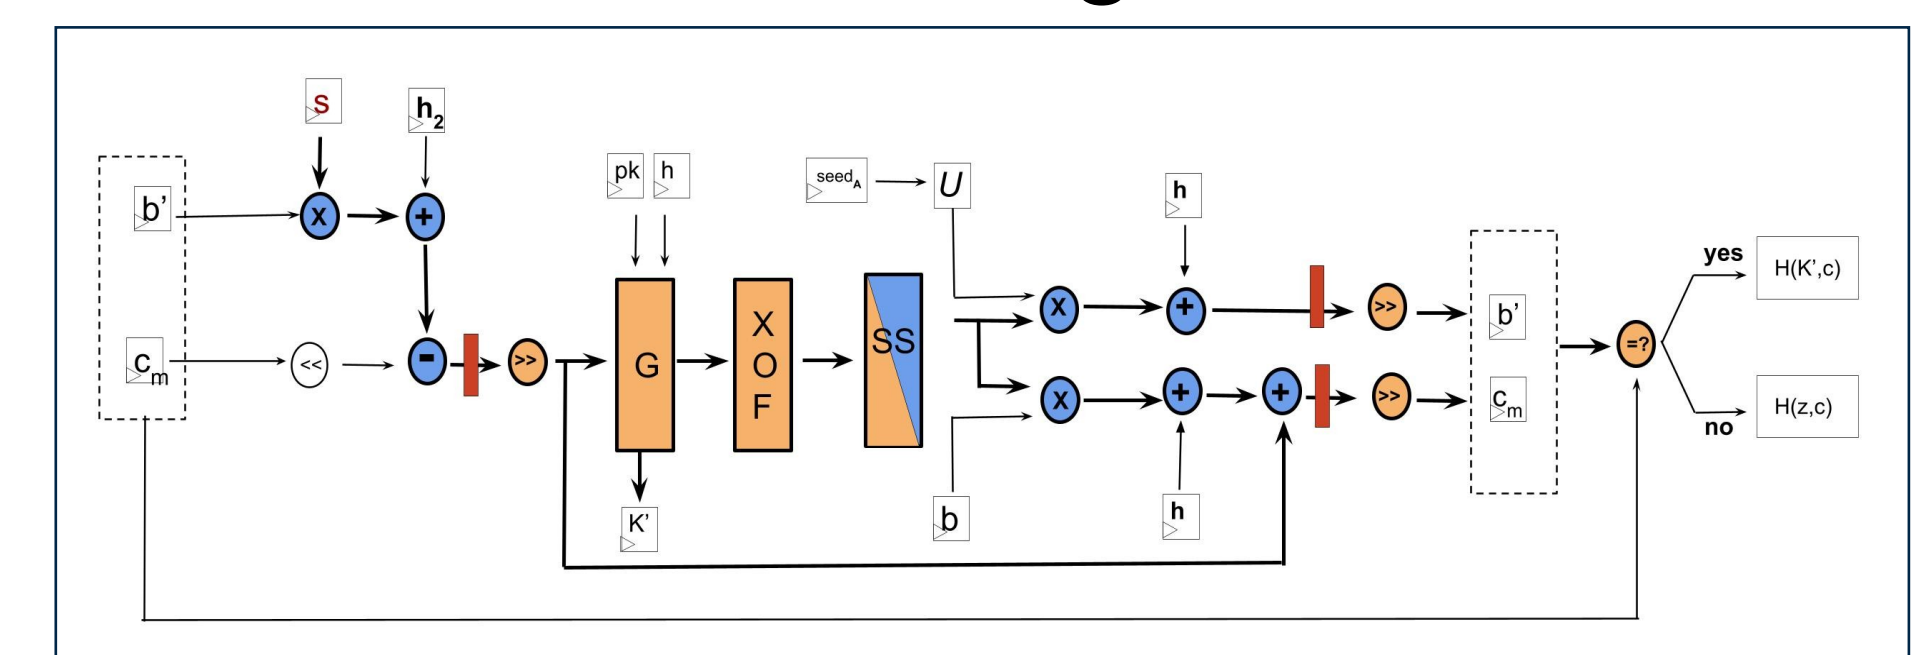 s
h2
b’
x
+
cm
<<
-
>>
pk
h
G
K’
X
O
F
SS
seedA
U
b
x
+
h
>>
x
+
+
h
>>
b’
cm
=?
yes
H(K’,c)
no
H(z,c)